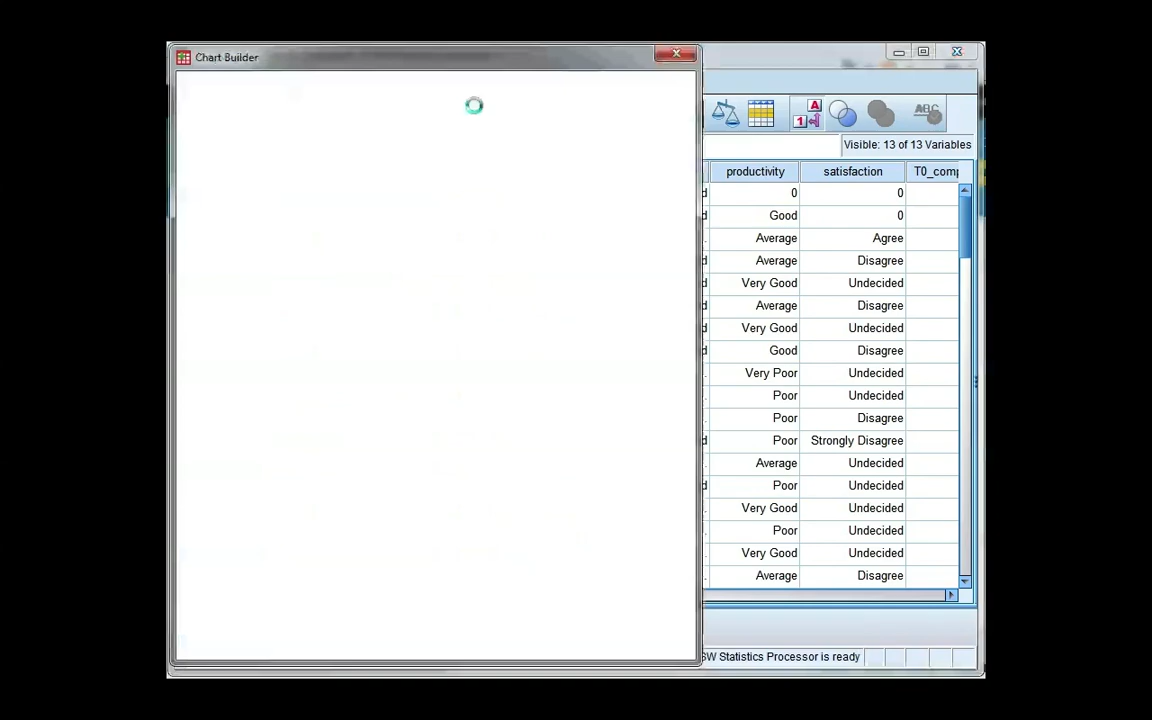 Chart Builder
A
1
ABC
Visible: 13 of 13 Variables
productivity satisfaction T0_comp
d 0 0
d Good 0
. Average Agree
d Average Disagree
. Very Good Undecided
d Average Disagree
d Very Good Undecided
d Good Disagree
. Very Poor Undecided
. Poor Undecided
. Poor Disagree
d Poor Strongly Disagree
. Average Undecided
d Poor Undecided
. Very Good Undecided
. Poor Undecided
. Very Good Undecided
. Average Disagree
SW Statistics Processor is ready